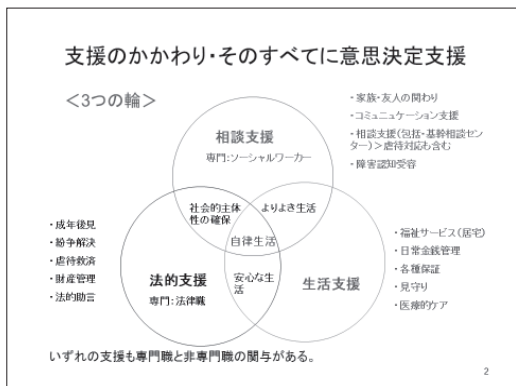 支援のかかわり・そのすべてに意思決定支援
＜3つの輪＞
・家族・友人の関わり
・コミュニュケーション支援
・相談支援(包括・基幹相談セン
ター)＞虐待対応も含む
・障害認知受容
相談支援
専門:ソーシャルワーカー
社会的主体
性の確保
よりよき生活
自律生活
・成年後見
・紛争解決
・虐待救済
・財産管理
・法的助言
法的支援
専門:法律職
安心な生
活
生活支援
・福祉サービス(居宅)
・日常金銭管理
・各種保証
・見守り
・医療的ケア
いずれの支援も専門職と非専門職の関与がある。
2